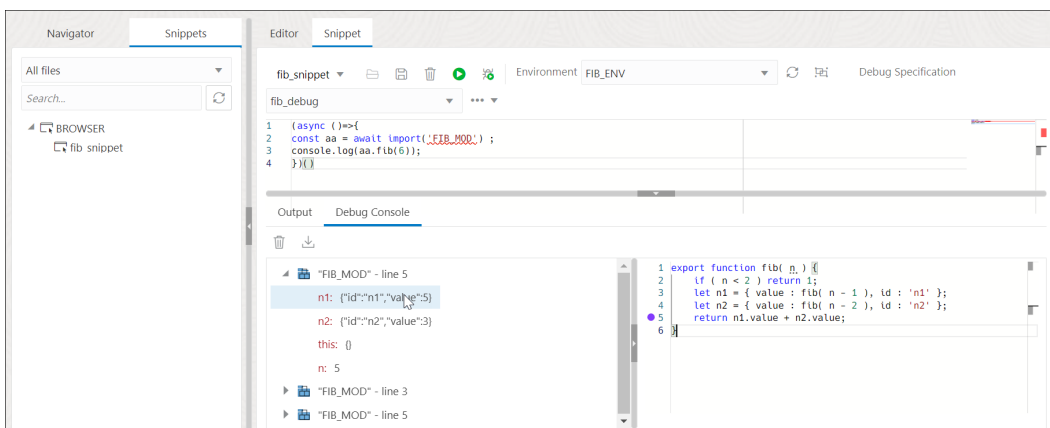 Navigator
Snippets
All files
Search...
BROWSER
fib_snippet
Editor
Snippet
fib_snippet
Environment
FIB_ENV
Debug Specification
fib_debug
1 (async ()=>{
2 const aa = await import('FIB_MOD') ;
3 console.log(aa.fib(6));
4 })()
Output
Debug Console
"FIB_MOD" - line 5
n1: {"id":"n1","value":5}
n2: {"id":"n2","value":3}
this: {}
n: 5
"FIB_MOD" - line 3
"FIB_MOD" - line 5
1 export function fib( n ) {
2 if ( n < 2 ) return 1;
3 let n1 = { value : fib( n - 1 ), id : 'n1' };
4 let n2 = { value : fib( n - 2 ), id : 'n2' };
5 return n1.value + n2.value;
6 }